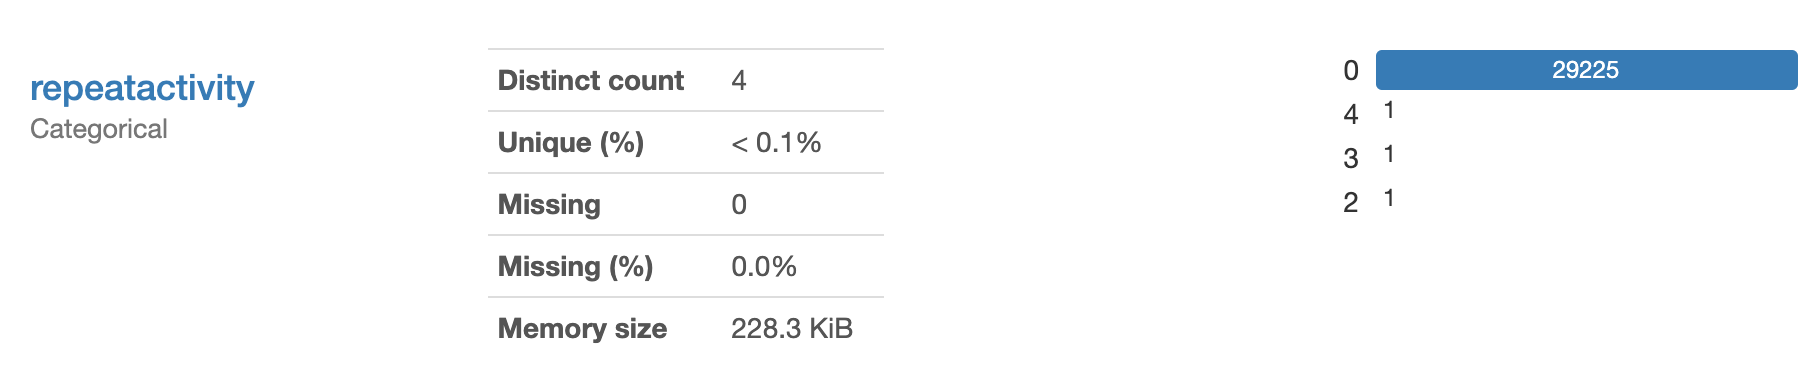 repeatactivity
Categorical
Distinct count 4
Unique (%) < 0.1%
Missing 0
Missing (%) 0.0%
Memory size 228.3 KiB
0 29225
4 1
3 1
2 1